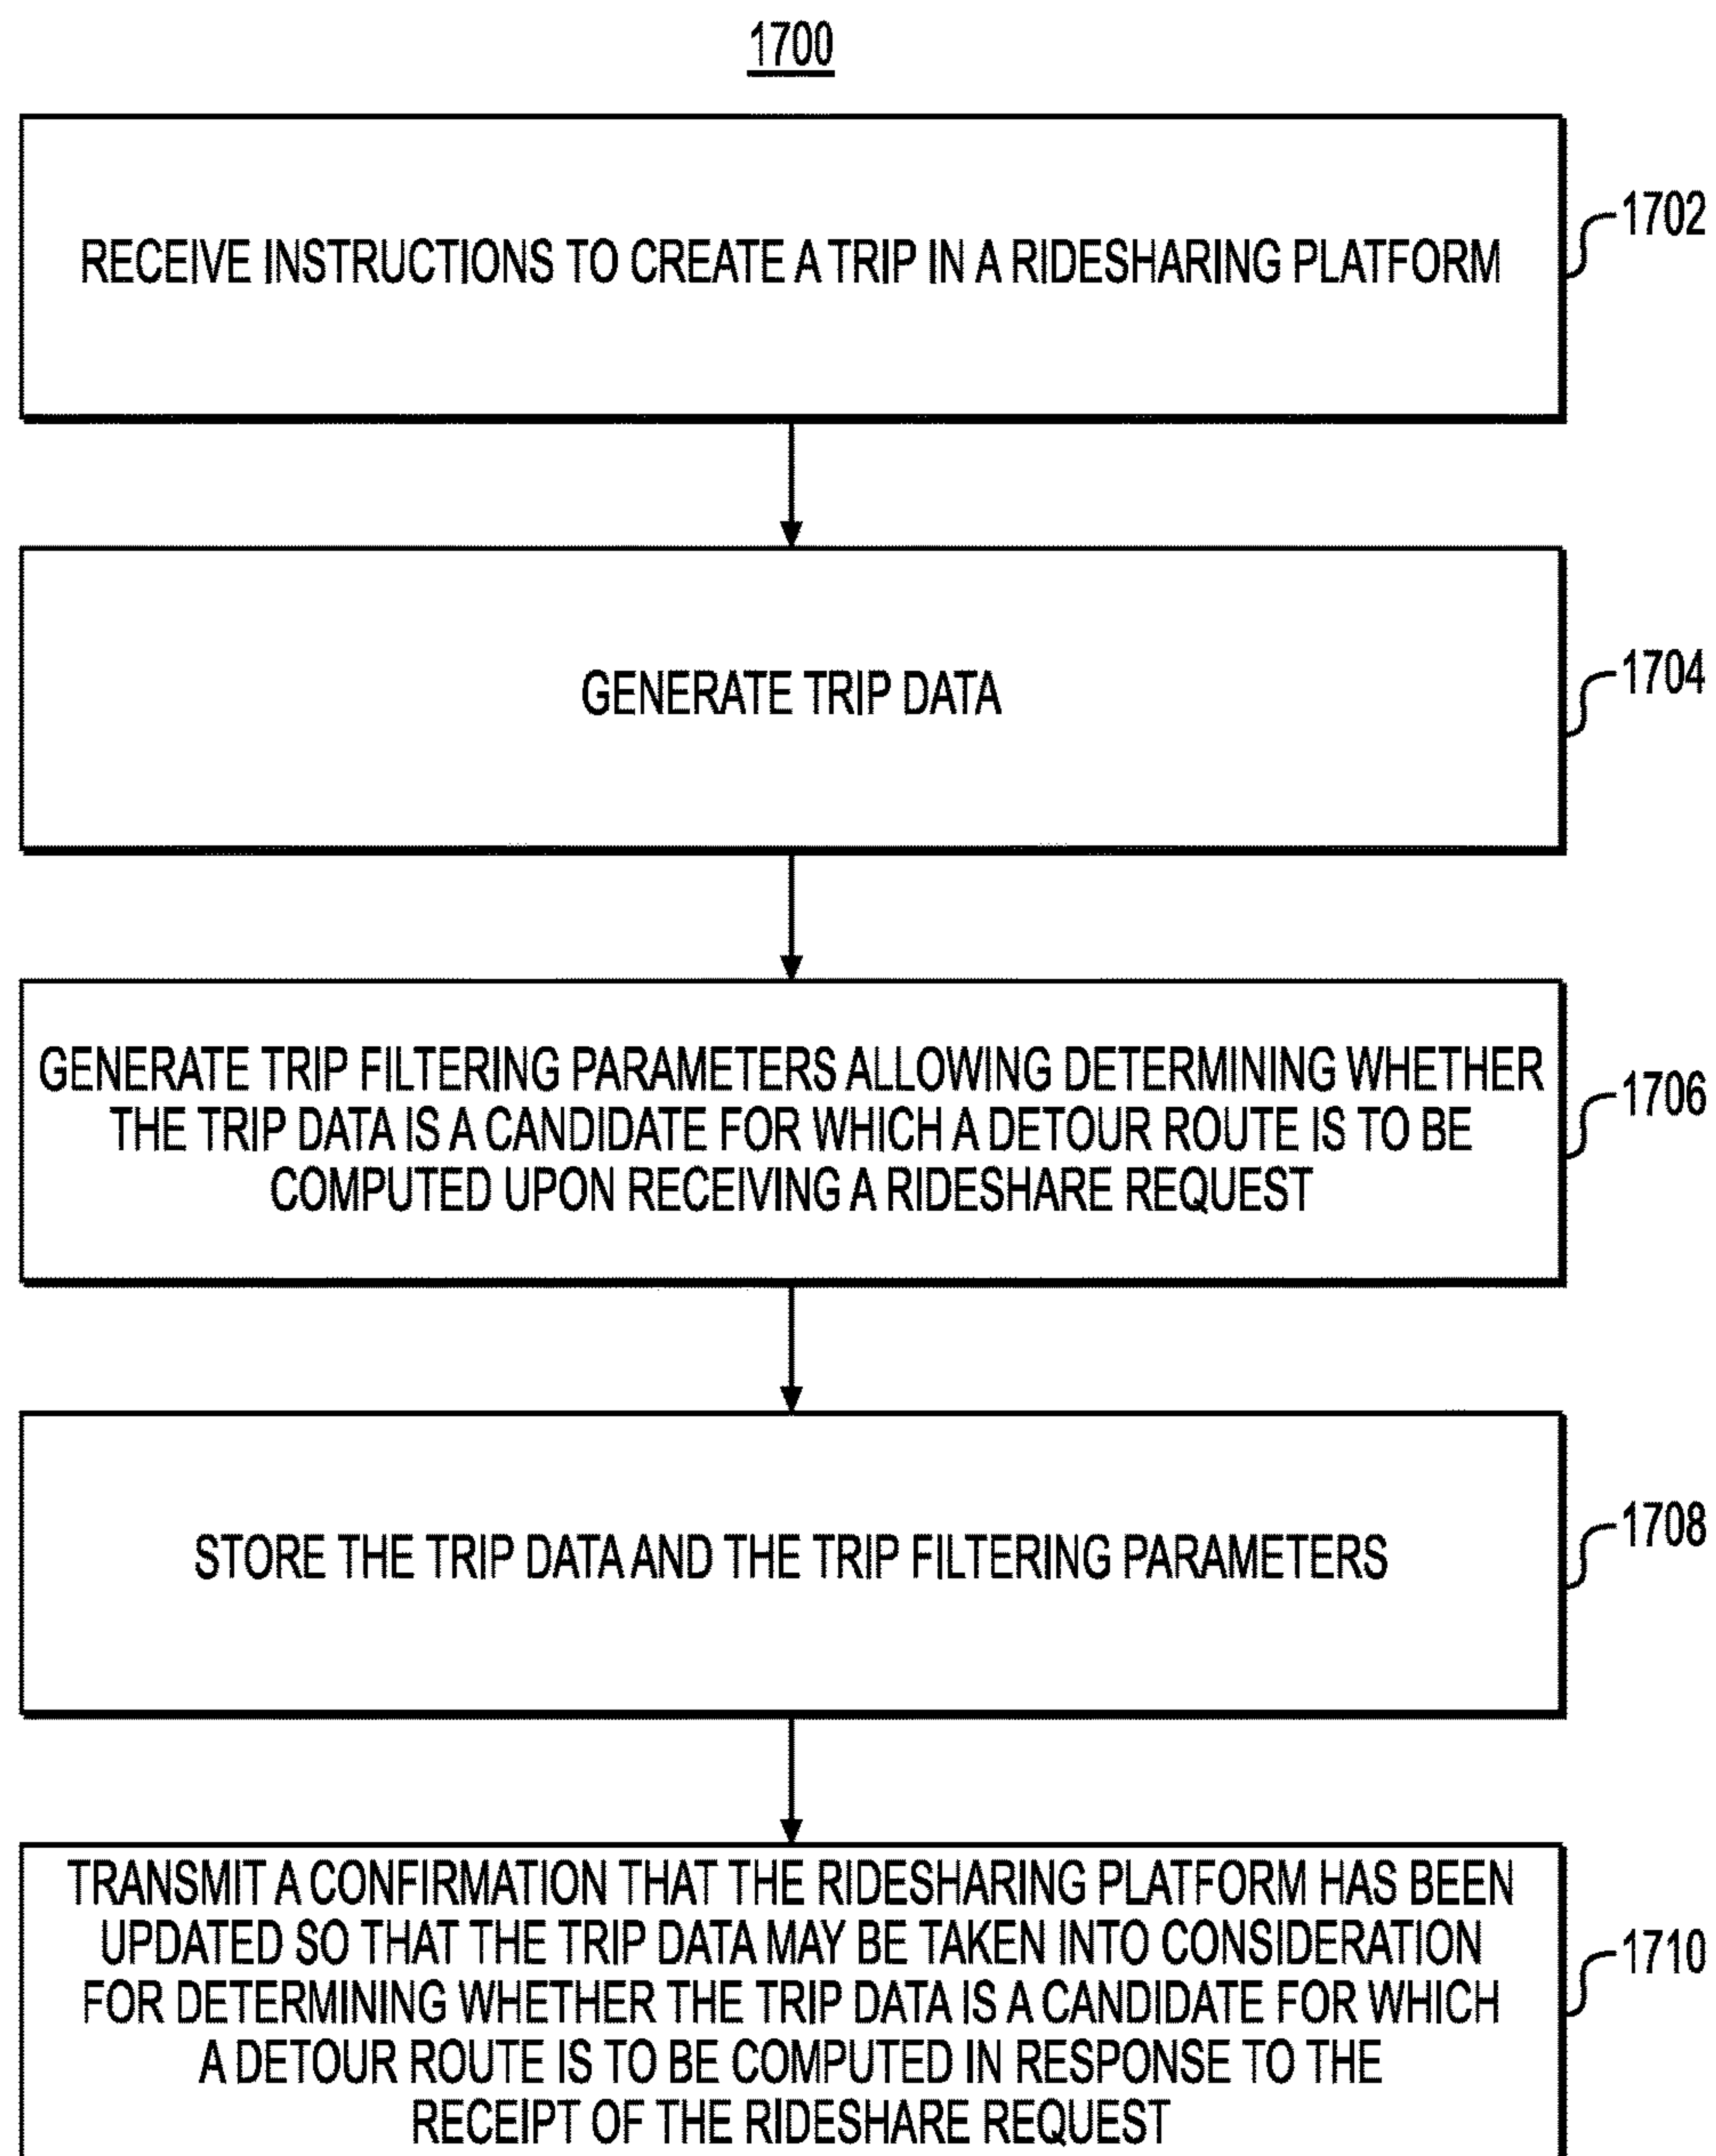 1700
RECEIVE INSTRUCTIONS TO CREATE A TRIP IN A RIDESHARING PLATFORM
1702
GENERATE TRIP DATA
1704
GENERATE TRIP FILTERING PARAMETERS ALLOWING DETERMINING WHETHER
THE TRIP DATA IS A CANDIDATE FOR WHICH A DETOUR ROUTE IS TO BE
COMPUTED UPON RECEIVING A RIDESHARE REQUEST
1706
STORE THE TRIP DATA AND THE TRIP FILTERING PARAMETERS
1708
TRANSMIT A CONFIRMATION THAT THE RIDESHARING PLATFORM HAS BEEN
UPDATED SO THAT THE TRIP DATA MAY BE TAKEN INTO CONSIDERATION
FOR DETERMINING WHETHER THE TRIP DATA IS A CANDIDATE FOR WHICH
A DETOUR ROUTE IS TO BE COMPUTED IN RESPONSE TO THE
RECEIPT OF THE RIDESHARE REQUEST
1710